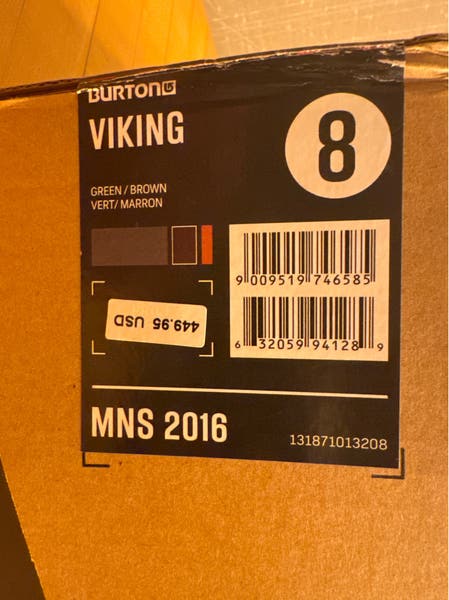 BURTON
VIKING
8
GREEN / BROWN
VERT/ MARRON
9 009519 746585
449.95 USD
6 32059 94128 9
MNS 2016
131871013208